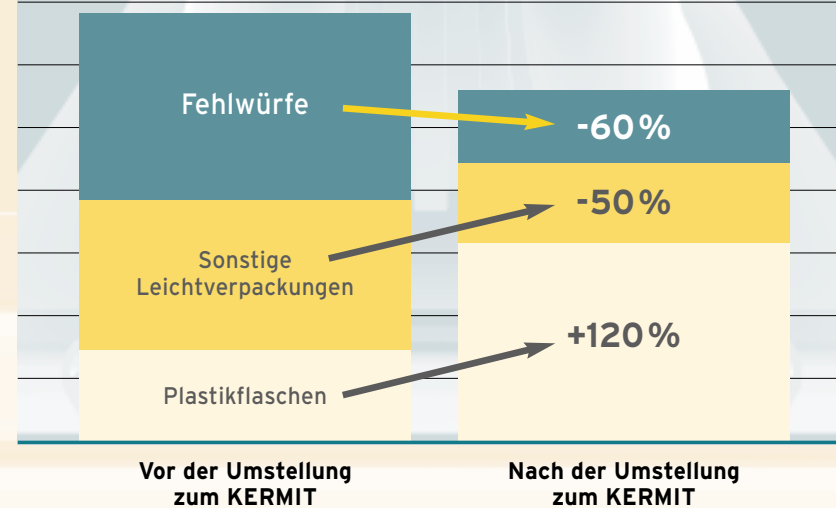 Fehlwürfe
-60%
-50%
Sonstige
Leichtverpackungen
+120%
Plastikflaschen
Vor der Umstellung
zum KERMIT
Nach der Umstellung
zum KERMIT